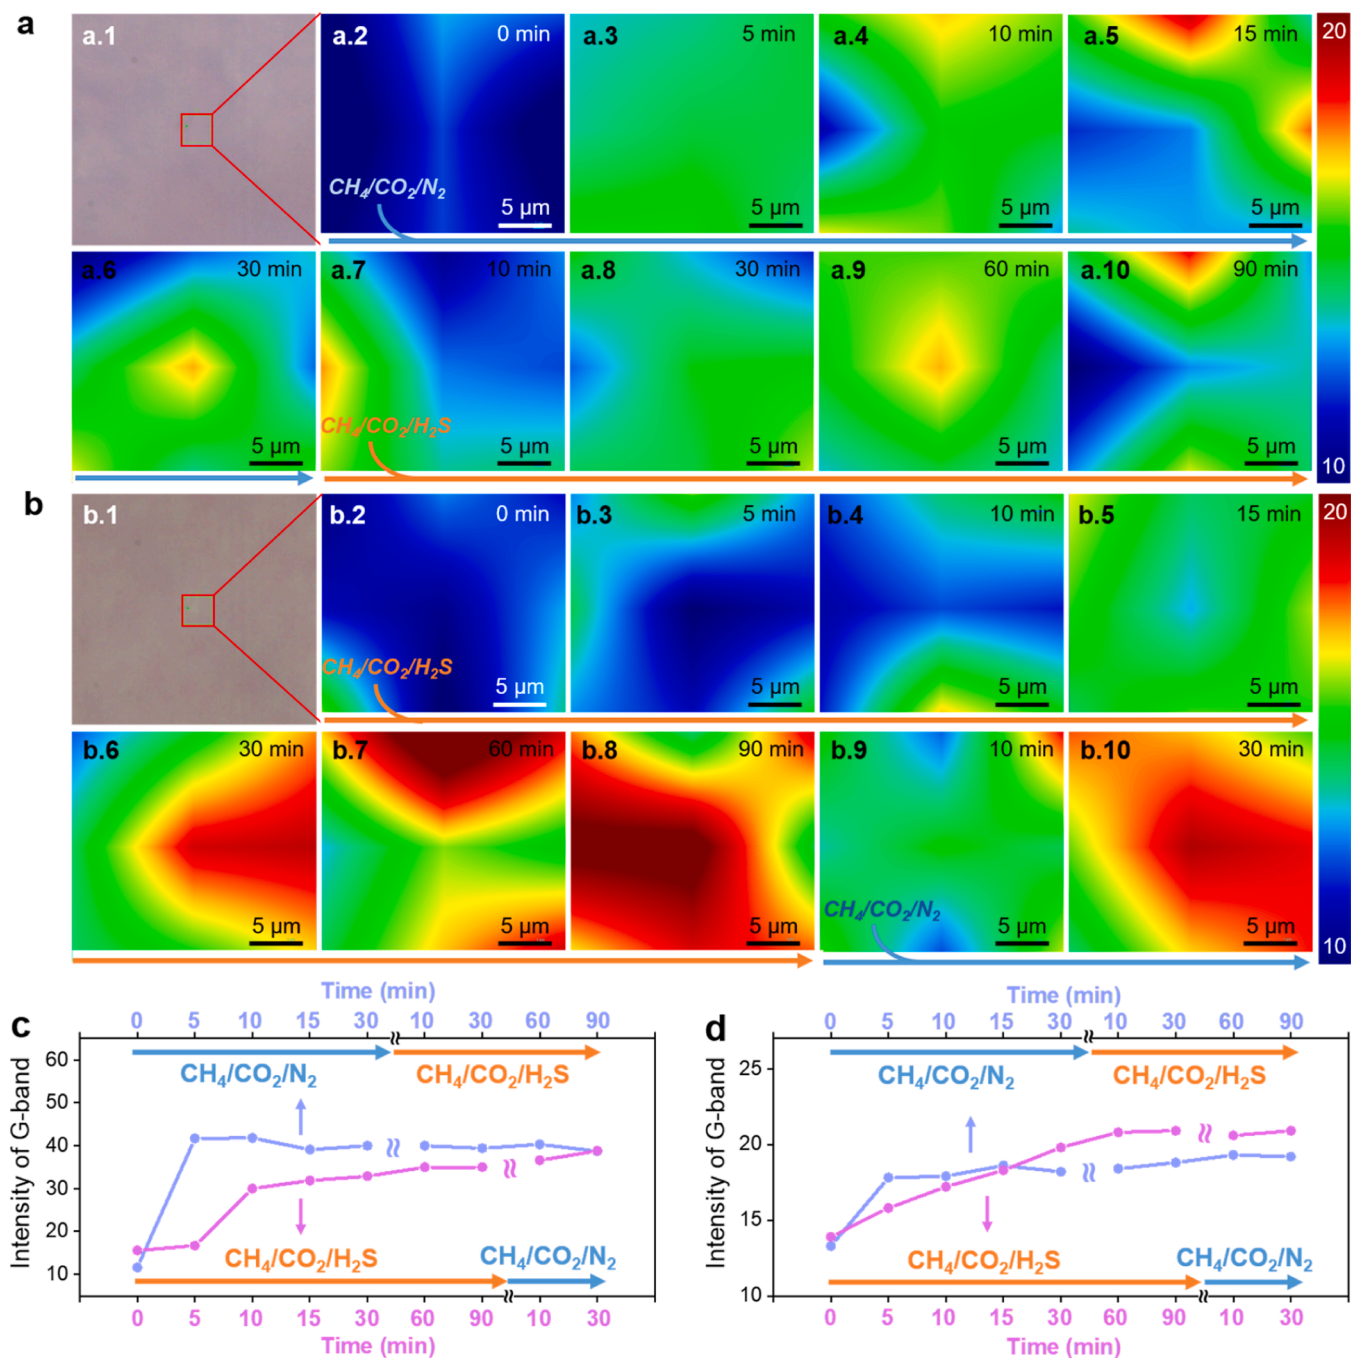 a
a.1
a.2 0 min
a.3 5 min
a.4 10 min
a.5 15 min
20
CH₄/CO₂/N₂
5 μm
5 μm
5 μm
5 μm
a.6 30 min
a.7 10 min
a.8 30 min
a.9 60 min
a.10 90 min
CH₄/CO₂/H₂S
5 μm
5 μm
5 μm
5 μm
5 μm
10
b
b.1
b.2 0 min
b.3 5 min
b.4 10 min
b.5 15 min
20
CH₄/CO₂/H₂S
5 μm
5 μm
5 μm
5 μm
b.6 30 min
b.7 60 min
b.8 90 min
b.9 10 min
b.10 30 min
CH₄/CO₂/N₂
5 μm
5 μm
5 μm
5 μm
5 μm
10
c
Time (min)
0 5 10 15 30 10 30 60 90
CH₄/CO₂/N₂
CH₄/CO₂/H₂S
Intensity of G-band
60
50
40
30
20
10
CH₄/CO₂/H₂S
CH₄/CO₂/N₂
0 5 10 15 30 60 90 10 30
Time (min)
d
Time (min)
0 5 10 15 30 10 30 60 90
CH₄/CO₂/N₂
CH₄/CO₂/H₂S
Intensity of G-band
25
20
15
10
CH₄/CO₂/H₂S
CH₄/CO₂/N₂
0 5 10 15 30 60 90 10 30
Time (min)